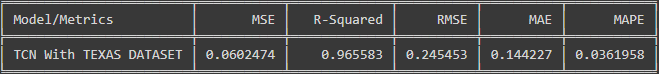 Model/Metrics MSE R-Squared RMSE MAE MAPE
TCN With TEXAS DATASET 0.0602474 0.965583 0.245453 0.144227 0.0361958